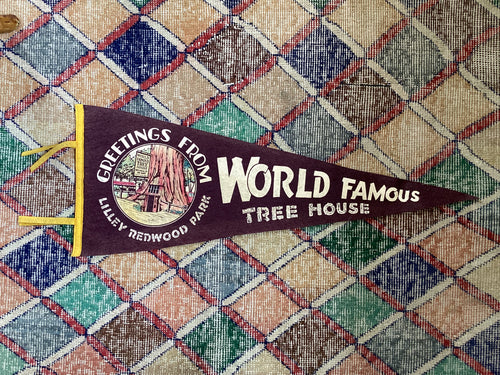 GREETINGS FROM
LILLEY REDWOOD PARK
WORLD FAMOUS
TREE HOUSE